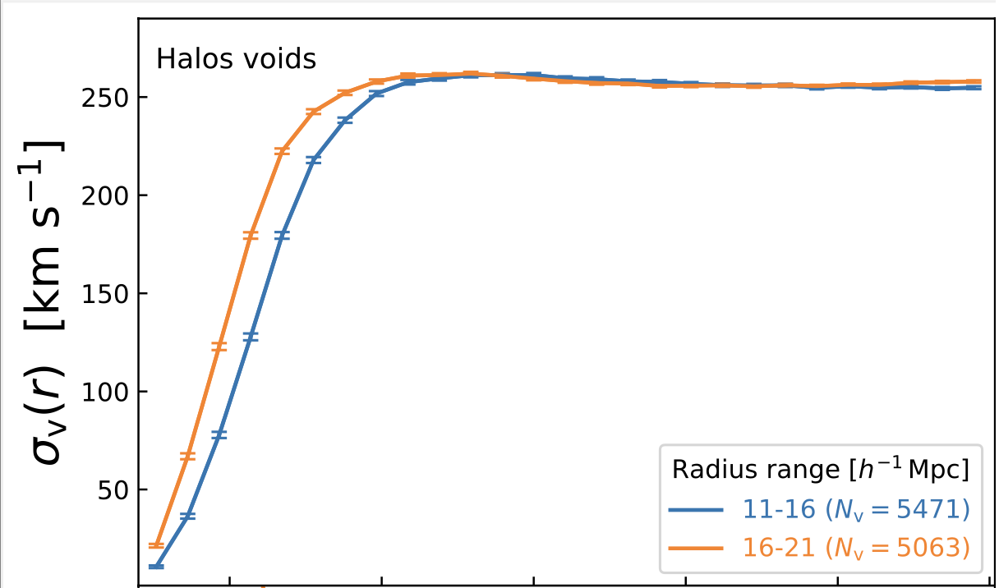 Halos voids
250
200
150
100
50
σᵥ(r) [km s⁻¹]
Radius range [h⁻¹ Mpc]
11-16 (Nᵥ = 5471)
16-21 (Nᵥ = 5063)